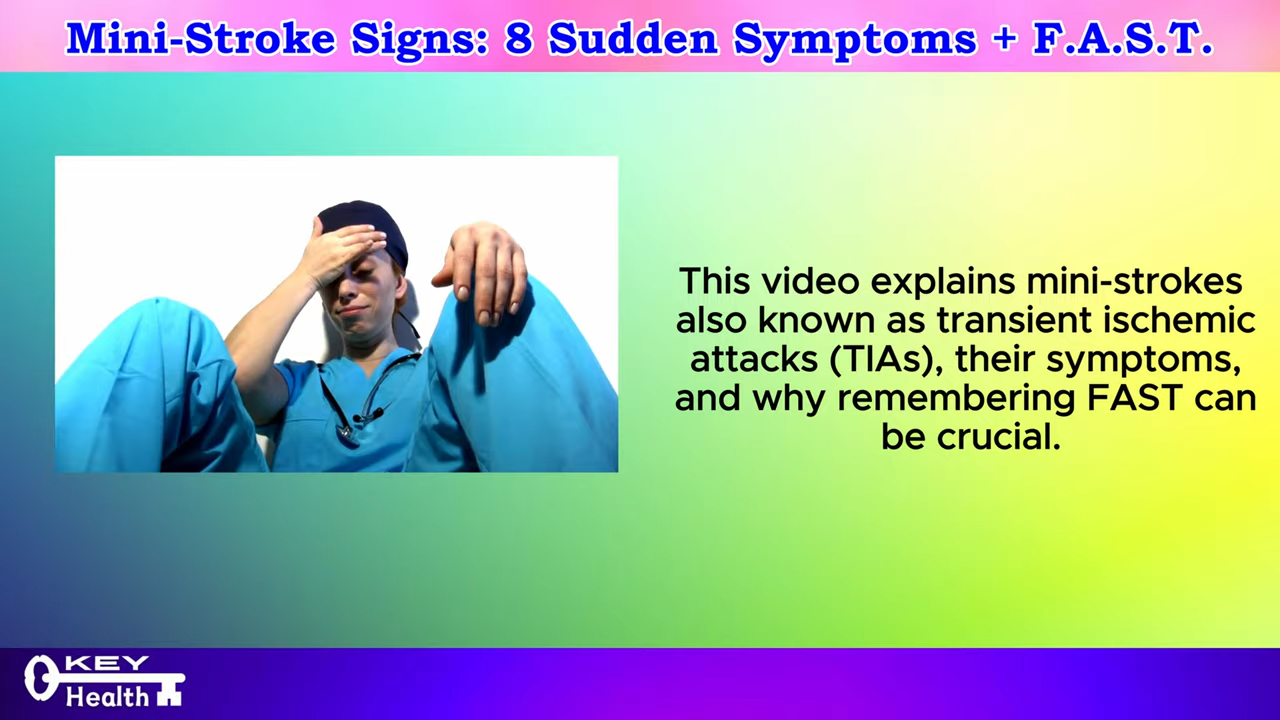 Mini-Stroke Signs: 8 Sudden Symptoms + F.A.S.T.
This video explains mini-strokes
also known as transient ischemic
attacks (TIAs), their symptoms,
and why remembering FAST can
be crucial.
KEY
Health